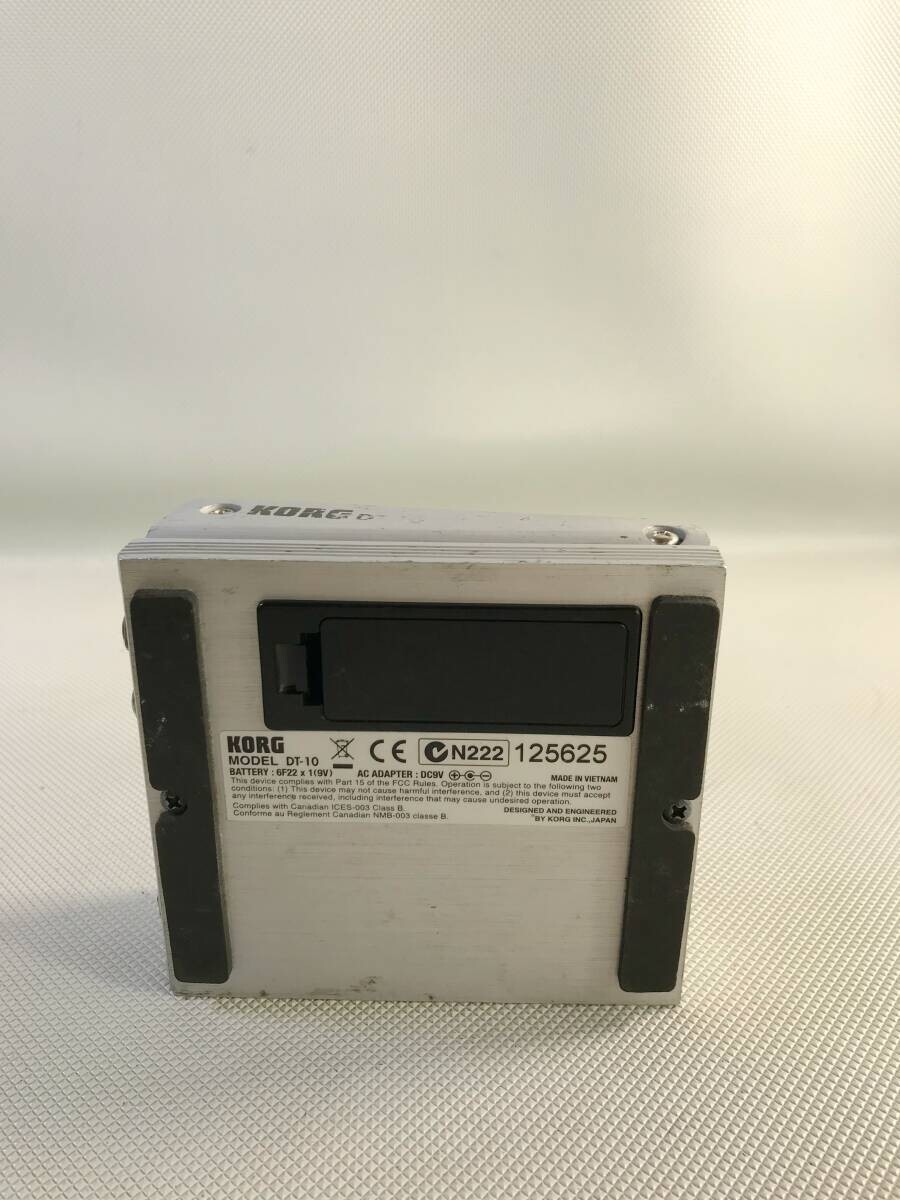 KORG D
KORG
MODEL DT-10
CE N222 125625
BATTERY : 6F22 x 1(9V) AC ADAPTER : DC9V MADE IN VIETNAM
This device complies with Part 15 of the FCC Rules. Operation is subject to the following two
conditions: (1) This device may not cause harmful interference, and (2) this device must accept
any interference received, including interference that may cause undesired operation.
Complies with Canadian ICES-003 Class B.
Conforme au Reglement Canadian NMB-003 classe B.
DESIGNED AND ENGINEERED
©BY KORG INC.,JAPAN